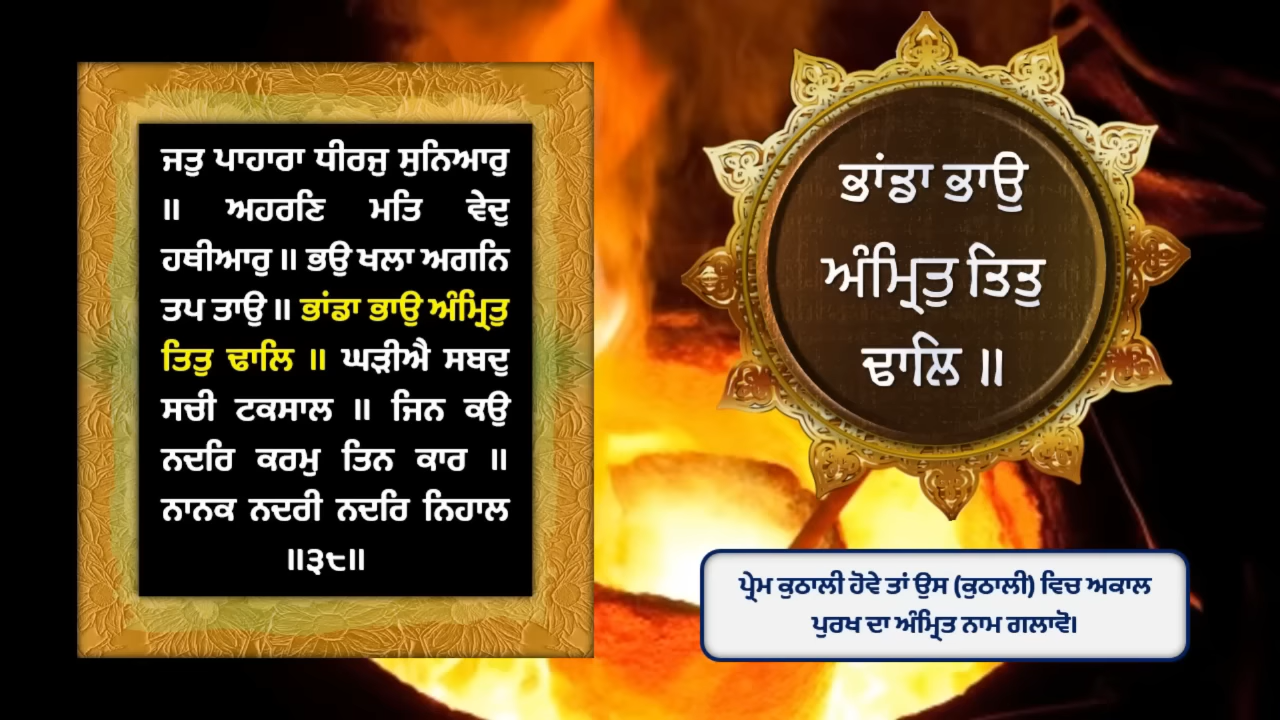 ਜਤੁ ਪਾਹਾਰਾ ਧੀਰਜੁ ਸੁਨਿਆਰੁ
॥ ਅਹਰਣਿ ਮਤਿ ਵੇਦੁ
ਹਥੀਆਰੁ ॥ ਭਉ ਖਲਾ ਅਗਨਿ
ਤਪ ਤਾਉ ॥ ਭਾਂਡਾ ਭਾਉ ਅੰਮ੍ਰਿਤੁ
ਤਿਤੁ ਢਾਲਿ ॥ ਘੜੀਐ ਸਬਦੁ
ਸਚੀ ਟਕਸਾਲ ॥ ਜਿਨ ਕਉ
ਨਦਰਿ ਕਰਮੁ ਤਿਨ ਕਾਰ ॥
ਨਾਨਕ ਨਦਰੀ ਨਦਰਿ ਨਿਹਾਲ
॥੩੮॥
ਭਾਂਡਾ ਭਾਉ
ਅੰਮ੍ਰਿਤੁ ਤਿਤੁ
ਢਾਲਿ ॥
ਪ੍ਰੇਮ ਕੁਠਾਲੀ ਹੋਵੇ ਤਾਂ ਉਸ (ਕੁਠਾਲੀ) ਵਿਚ ਅਕਾਲ
ਪੁਰਖ ਦਾ ਅੰਮ੍ਰਿਤ ਨਾਮ ਗਲਾਵੋ।